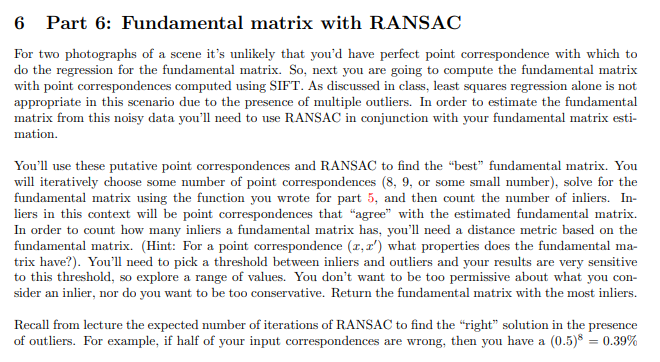 6 Part 6: Fundamental matrix with RANSAC
For two photographs of a scene it's unlikely that you'd have perfect point correspondence with which to
do the regression for the fundamental matrix. So, next you are going to compute the fundamental matrix
with point correspondences computed using SIFT. As discussed in class, least squares regression alone is not
appropriate in this scenario due to the presence of multiple outliers. In order to estimate the fundamental
matrix from this noisy data you'll need to use RANSAC in conjunction with your fundamental matrix esti-
mation.
You'll use these putative point correspondences and RANSAC to find the "best" fundamental matrix. You
will iteratively choose some number of point correspondences (8, 9, or some small number), solve for the
fundamental matrix using the function you wrote for part 5, and then count the number of inliers. In-
liers in this context will be point correspondences that "agree" with the estimated fundamental matrix.
In order to count how many inliers a fundamental matrix has, you'll need a distance metric based on the
fundamental matrix. (Hint: For a point correspondence (x, x′) what properties does the fundamental ma-
trix have?). You'll need to pick a threshold between inliers and outliers and your results are very sensitive
to this threshold, so explore a range of values. You don't want to be too permissive about what you con-
sider an inlier, nor do you want to be too conservative. Return the fundamental matrix with the most inliers.
Recall from lecture the expected number of iterations of RANSAC to find the "right" solution in the presence
of outliers. For example, if half of your input correspondences are wrong, then you have a (0.5)⁸ = 0.39%